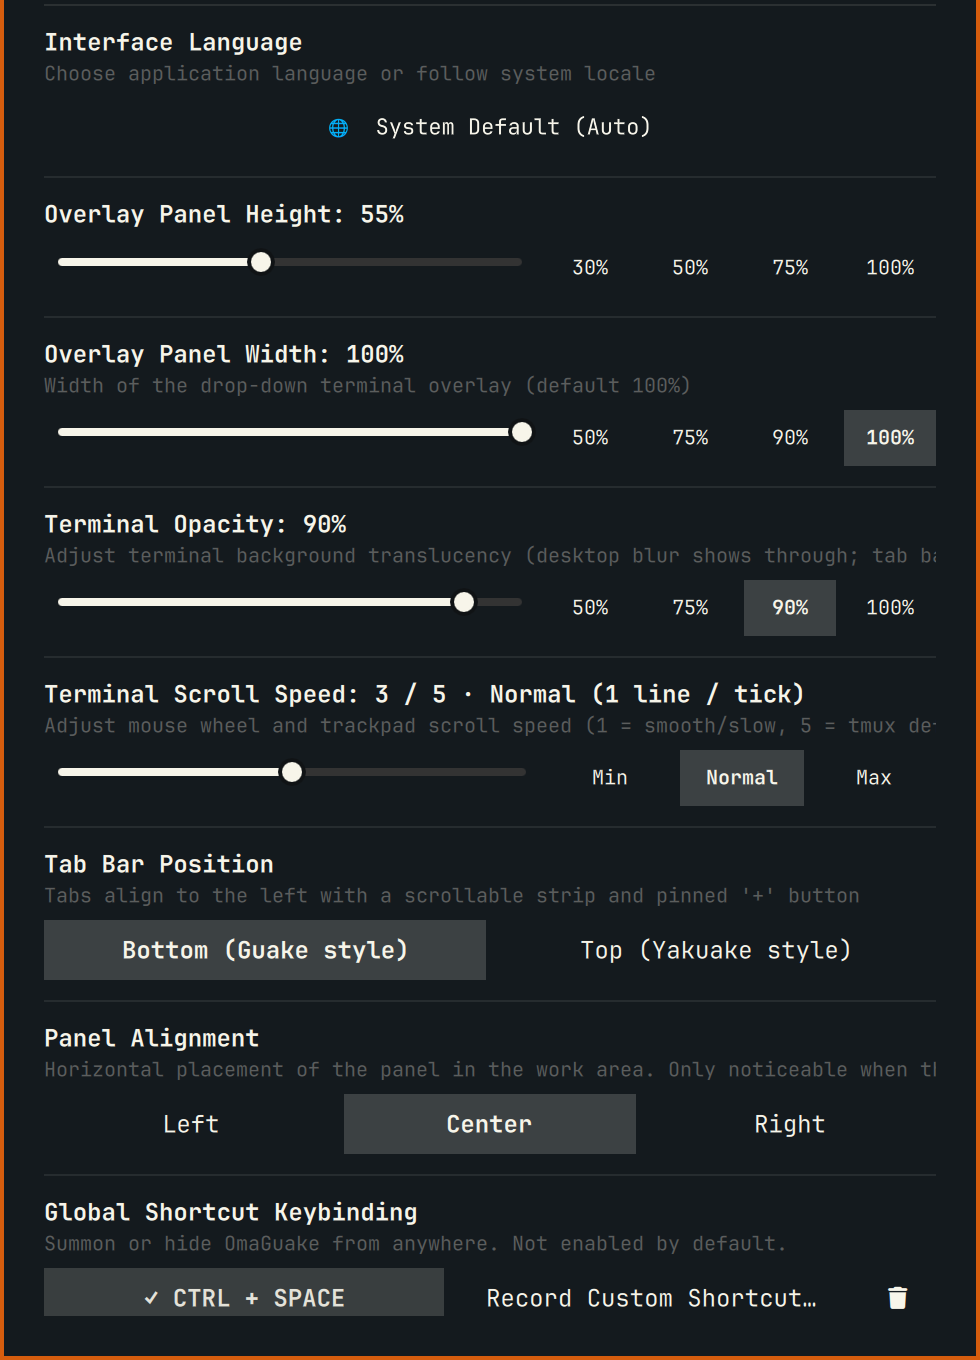 Interface Language
Choose application language or follow system locale
System Default (Auto)
Overlay Panel Height: 55%
30% 50% 75% 100%
Overlay Panel Width: 100%
Width of the drop-down terminal overlay (default 100%)
50% 75% 90% 100%
Terminal Opacity: 90%
Adjust terminal background translucency (desktop blur shows through; tab
50% 75% 90% 100%
Terminal Scroll Speed: 3 / 5 · Normal (1 line / tick)
Adjust mouse wheel and trackpad scroll speed (1 = smooth/slow, 5 = tmux
Min Normal Max
Tab Bar Position
Tabs align to the left with a scrollable strip and pinned '+' button
Bottom (Guake style) Top (Yakuake style)
Panel Alignment
Horizontal placement of the panel in the work area. Only noticeable when
Left Center Right
Global Shortcut Keybinding
Summon or hide OmaGuake from anywhere. Not enabled by default.
✓ CTRL + SPACE Record Custom Shortcut…